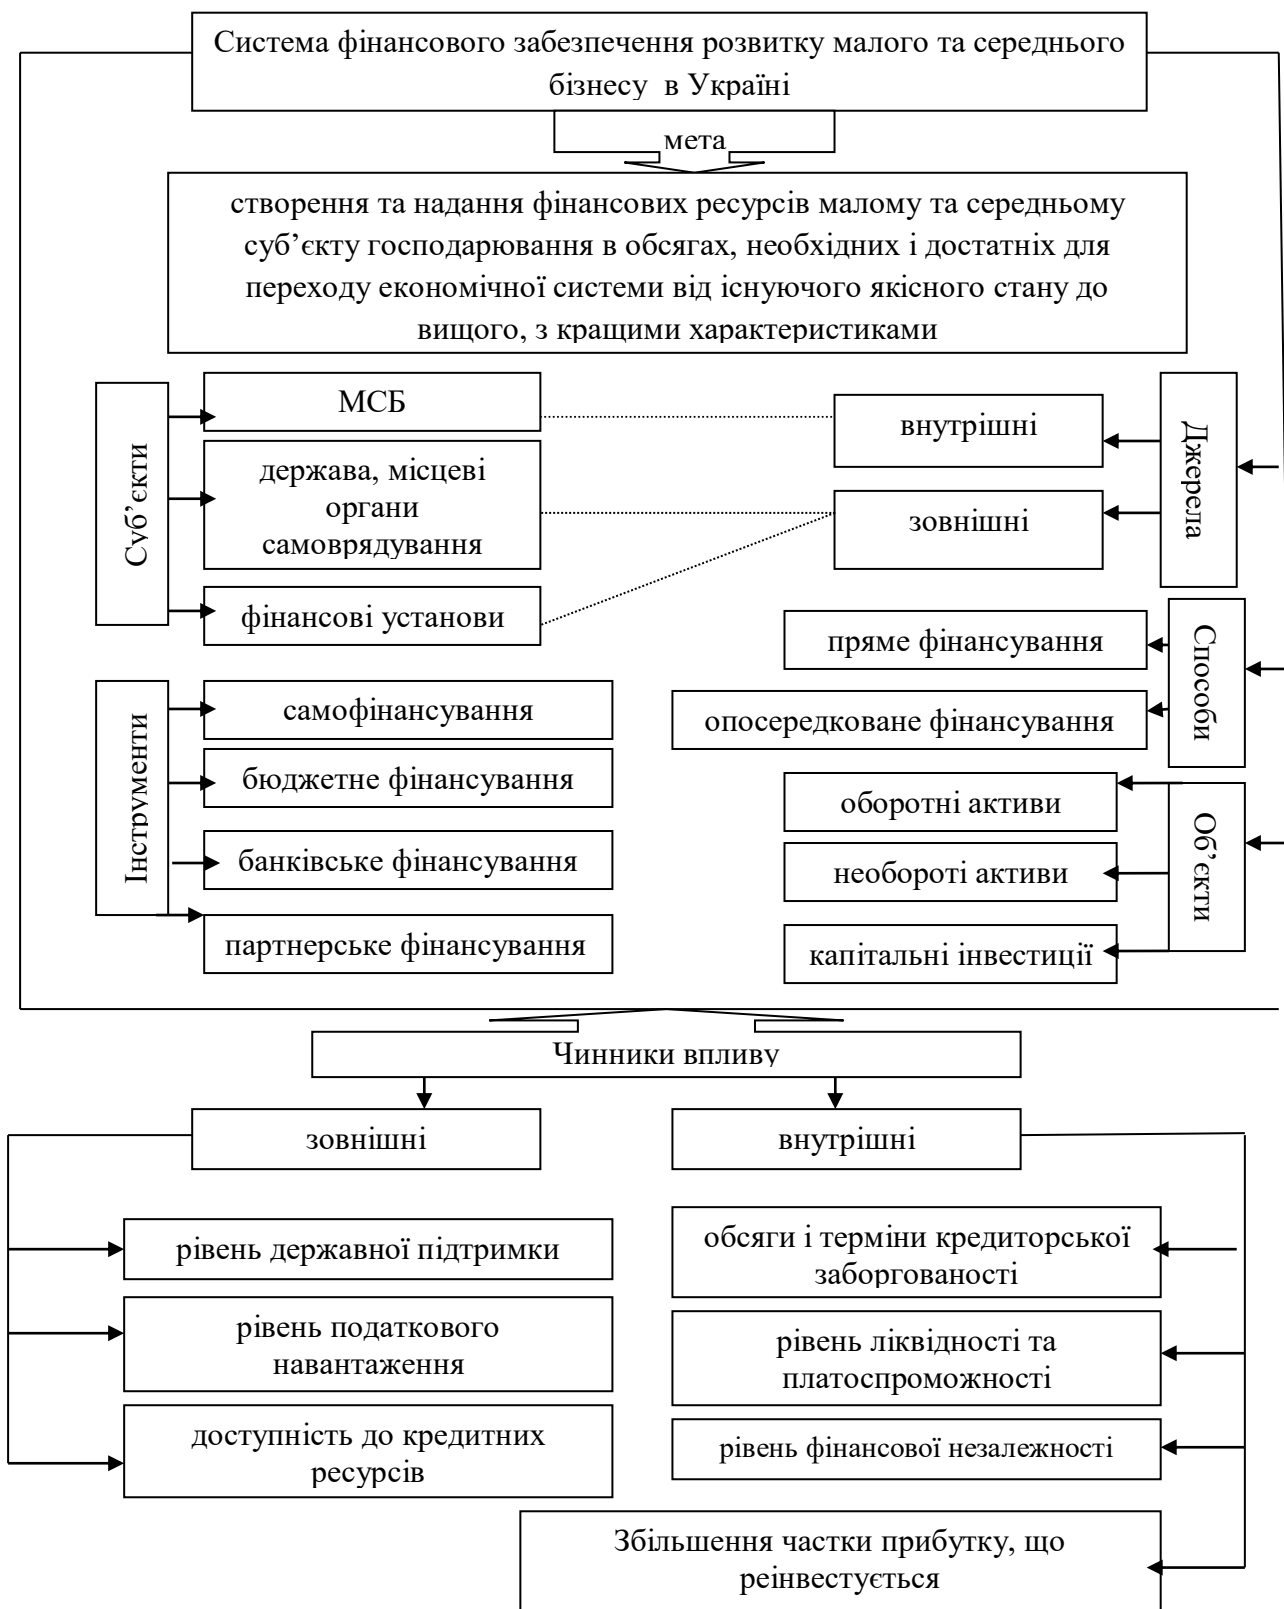 Система фінансового забезпечення розвитку малого та середнього
бізнесу в Україні
мета
створення та надання фінансових ресурсів малому та середньому
суб’єкту господарювання в обсягах, необхідних і достатніх для
переходу економічної системи від існуючого якісного стану до
вищого, з кращими характеристиками
Суб’єкти
МСБ
держава, місцеві
органи
самоврядування
фінансові установи
внутрішні
зовнішні
Джерела
пряме фінансування
опосередковане фінансування
Способи
Інструменти
самофінансування
бюджетне фінансування
банківське фінансування
партнерське фінансування
оборотні активи
необороті активи
капітальні інвестиції
Об’єкти
Чинники впливу
зовнішні
внутрішні
рівень державної підтримки
рівень податкового
навантаження
доступність до кредитних
ресурсів
обсяги і терміни кредиторської
заборгованості
рівень ліквідності та
платоспроможності
рівень фінансової незалежності
Збільшення частки прибутку, що
реінвестується